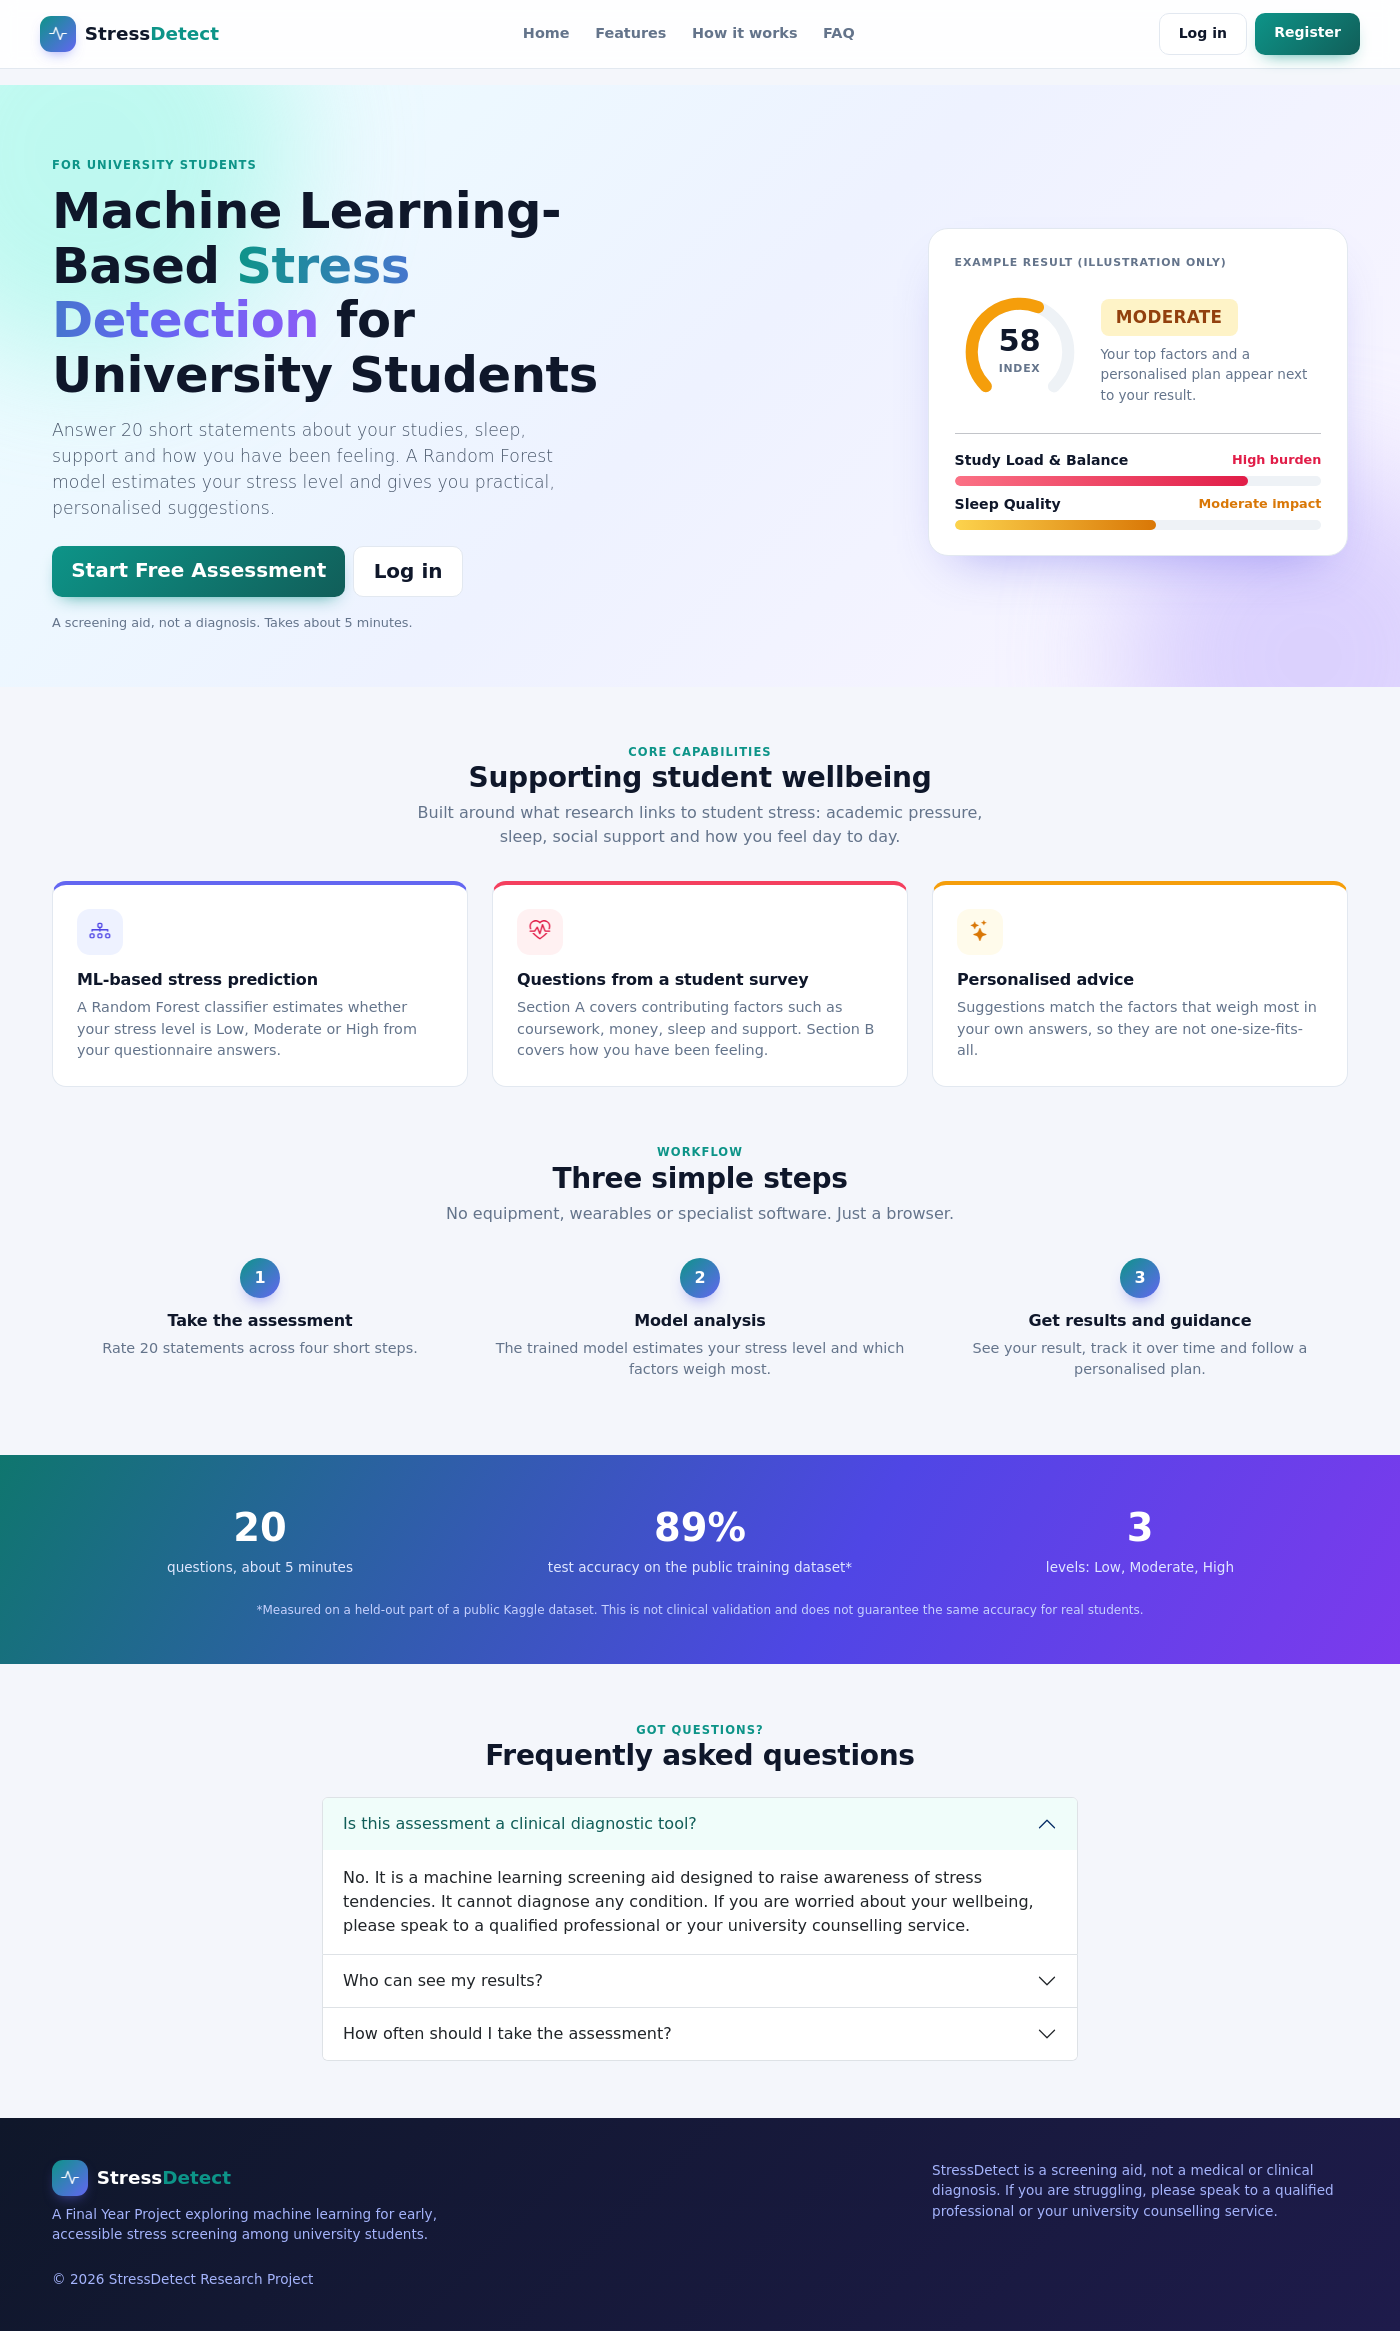 StressDetect
Home Features How it works FAQ
Log in Register
FOR UNIVERSITY STUDENTS
Machine Learning-
Based Stress
Detection for
University Students
Answer 20 short statements about your studies, sleep,
support and how you have been feeling. A Random Forest
model estimates your stress level and gives you practical,
personalised suggestions.
Start Free Assessment Log in
A screening aid, not a diagnosis. Takes about 5 minutes.
EXAMPLE RESULT (ILLUSTRATION ONLY)
58
INDEX
MODERATE
Your top factors and a
personalised plan appear next
to your result.
Study Load & Balance High burden
Sleep Quality Moderate impact
CORE CAPABILITIES
Supporting student wellbeing
Built around what research links to student stress: academic pressure,
sleep, social support and how you feel day to day.
ML-based stress prediction
A Random Forest classifier estimates whether
your stress level is Low, Moderate or High from
your questionnaire answers.
Questions from a student survey
Section A covers contributing factors such as
coursework, money, sleep and support. Section B
covers how you have been feeling.
Personalised advice
Suggestions match the factors that weigh most in
your own answers, so they are not one-size-fits-
all.
WORKFLOW
Three simple steps
No equipment, wearables or specialist software. Just a browser.
1
Take the assessment
Rate 20 statements across four short steps.
2
Model analysis
The trained model estimates your stress level and which
factors weigh most.
3
Get results and guidance
See your result, track it over time and follow a
personalised plan.
20
questions, about 5 minutes
89%
test accuracy on the public training dataset*
3
levels: Low, Moderate, High
*Measured on a held-out part of a public Kaggle dataset. This is not clinical validation and does not guarantee the same accuracy for real students.
GOT QUESTIONS?
Frequently asked questions
Is this assessment a clinical diagnostic tool?
No. It is a machine learning screening aid designed to raise awareness of stress
tendencies. It cannot diagnose any condition. If you are worried about your wellbeing,
please speak to a qualified professional or your university counselling service.
Who can see my results?
How often should I take the assessment?
StressDetect
A Final Year Project exploring machine learning for early,
accessible stress screening among university students.
© 2026 StressDetect Research Project
StressDetect is a screening aid, not a medical or clinical
diagnosis. If you are struggling, please speak to a qualified
professional or your university counselling service.